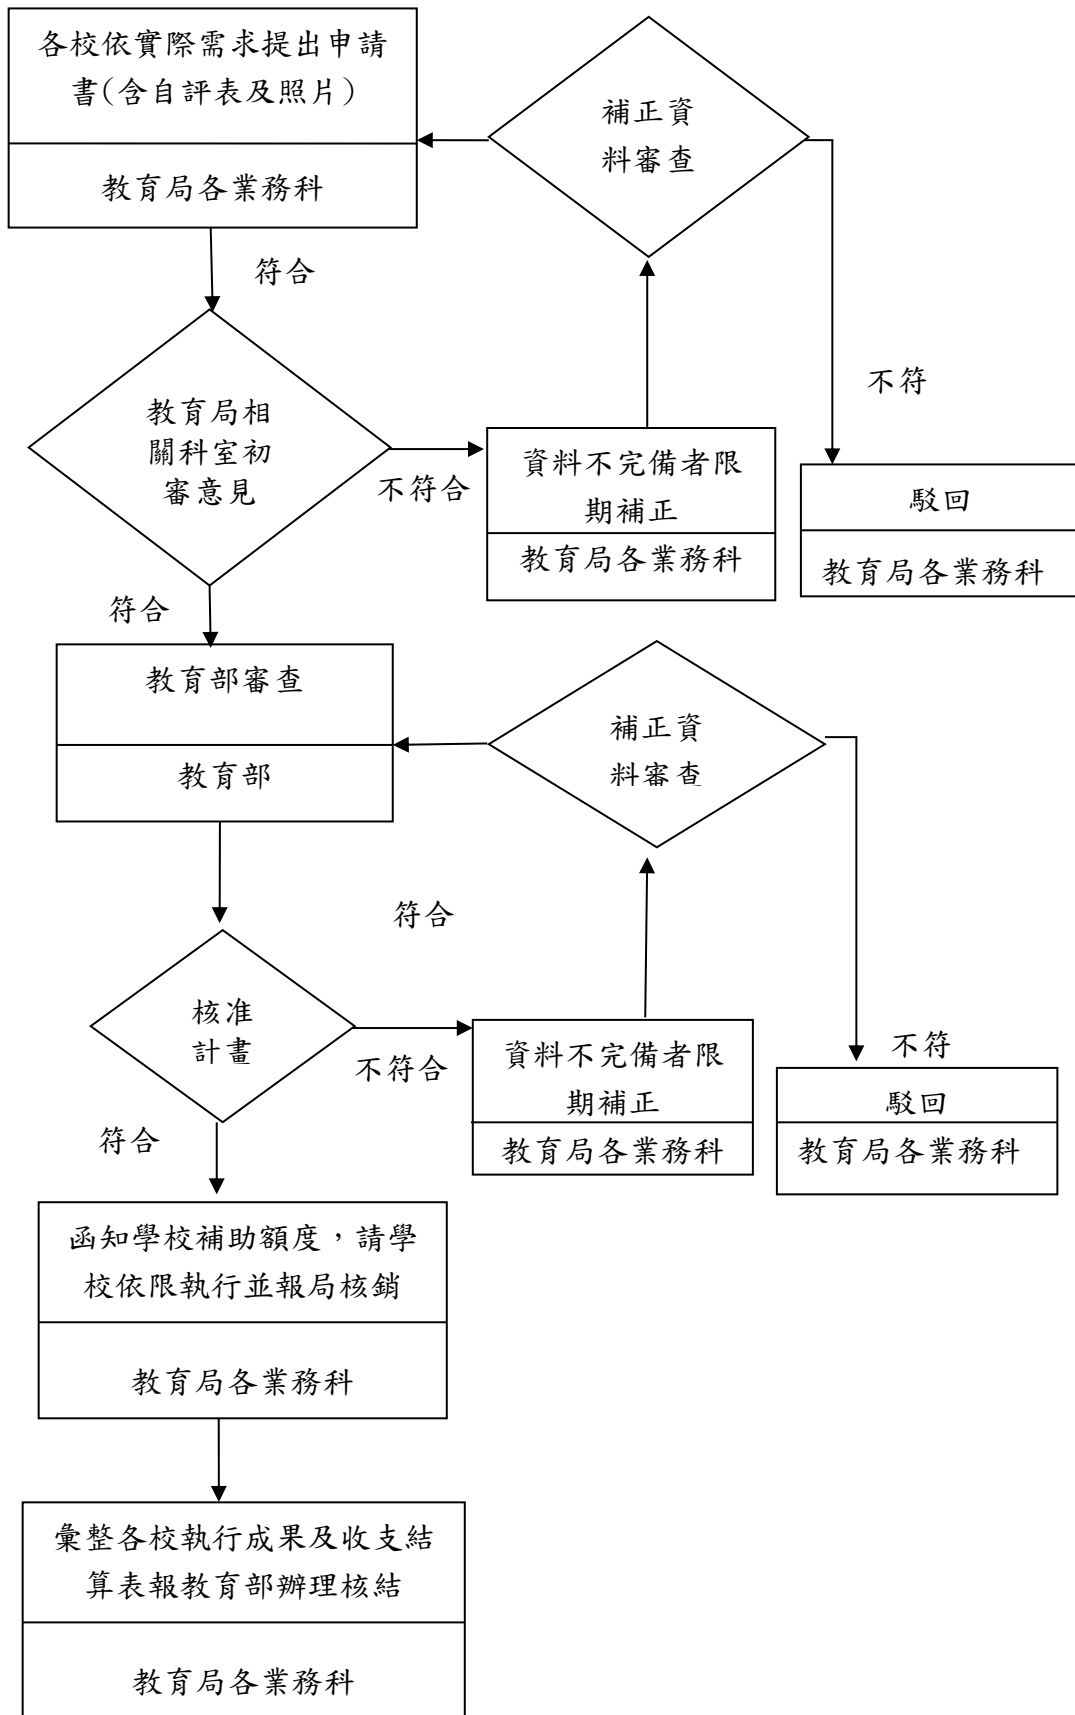 各校依實際需求提出申請
書(含自評表及照片)
教育局各業務科
補正資
料審查
符合
不符
教育局相
關科室初
審意見
不符合
資料不完備者限
期補正
教育局各業務科
駁回
教育局各業務科
符合
教育部審查
教育部
補正資
料審查
符合
核准
計畫
不符合
資料不完備者限
期補正
教育局各業務科
不符
駁回
教育局各業務科
符合
函知學校補助額度，請學
校依限執行並報局核銷
教育局各業務科
彙整各校執行成果及收支結
算表報教育部辦理核結
教育局各業務科